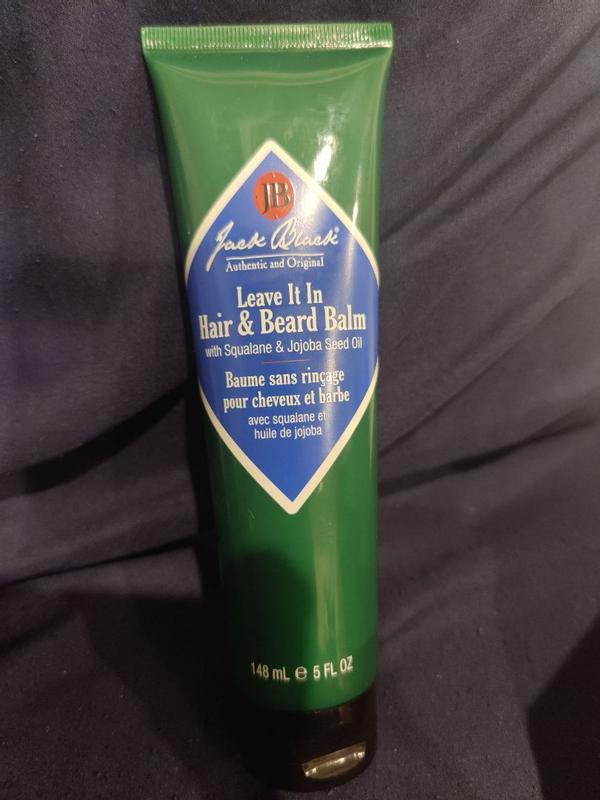 JB
Jack Black
Authentic and Original
Leave It In
Hair & Beard Balm
with Squalane & Jojoba Seed Oil
Baume sans rinçage
pour cheveux et barbe
avec squalane et
huile de jojoba
148 mL ℮ 5 FL OZ